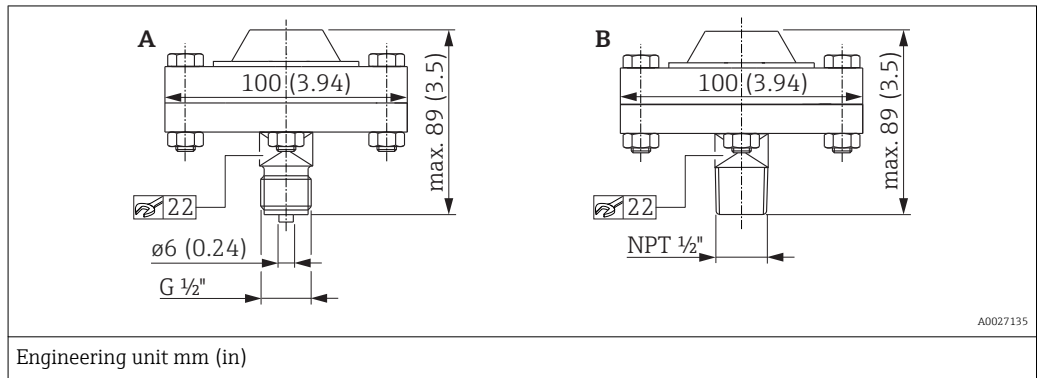 A
100 (3.94)
max. 89 (3.5)
22
ø6 (0.24)
G ½"
B
100 (3.94)
max. 89 (3.5)
22
NPT ½"
A0027135
Engineering unit mm (in)